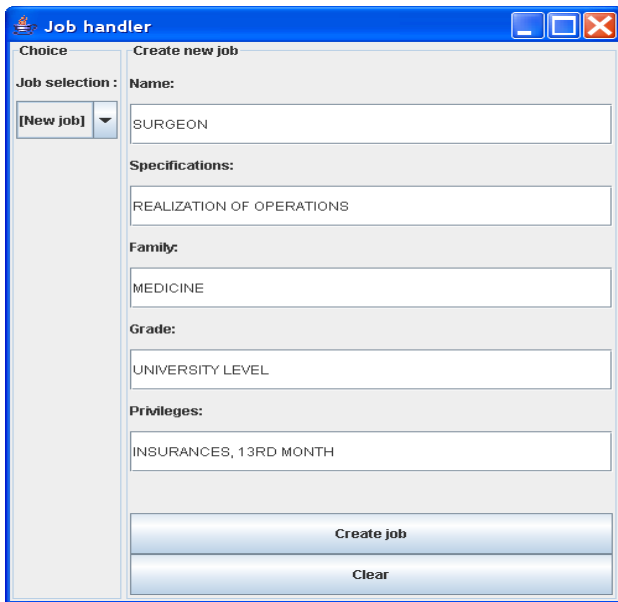 Job handler
Choice
Job selection :
[New job]
Create new job
Name:
SURGEON
Specifications:
REALIZATION OF OPERATIONS
Family:
MEDICINE
Grade:
UNIVERSITY LEVEL
Privileges:
INSURANCES, 13RD MONTH
Create job
Clear